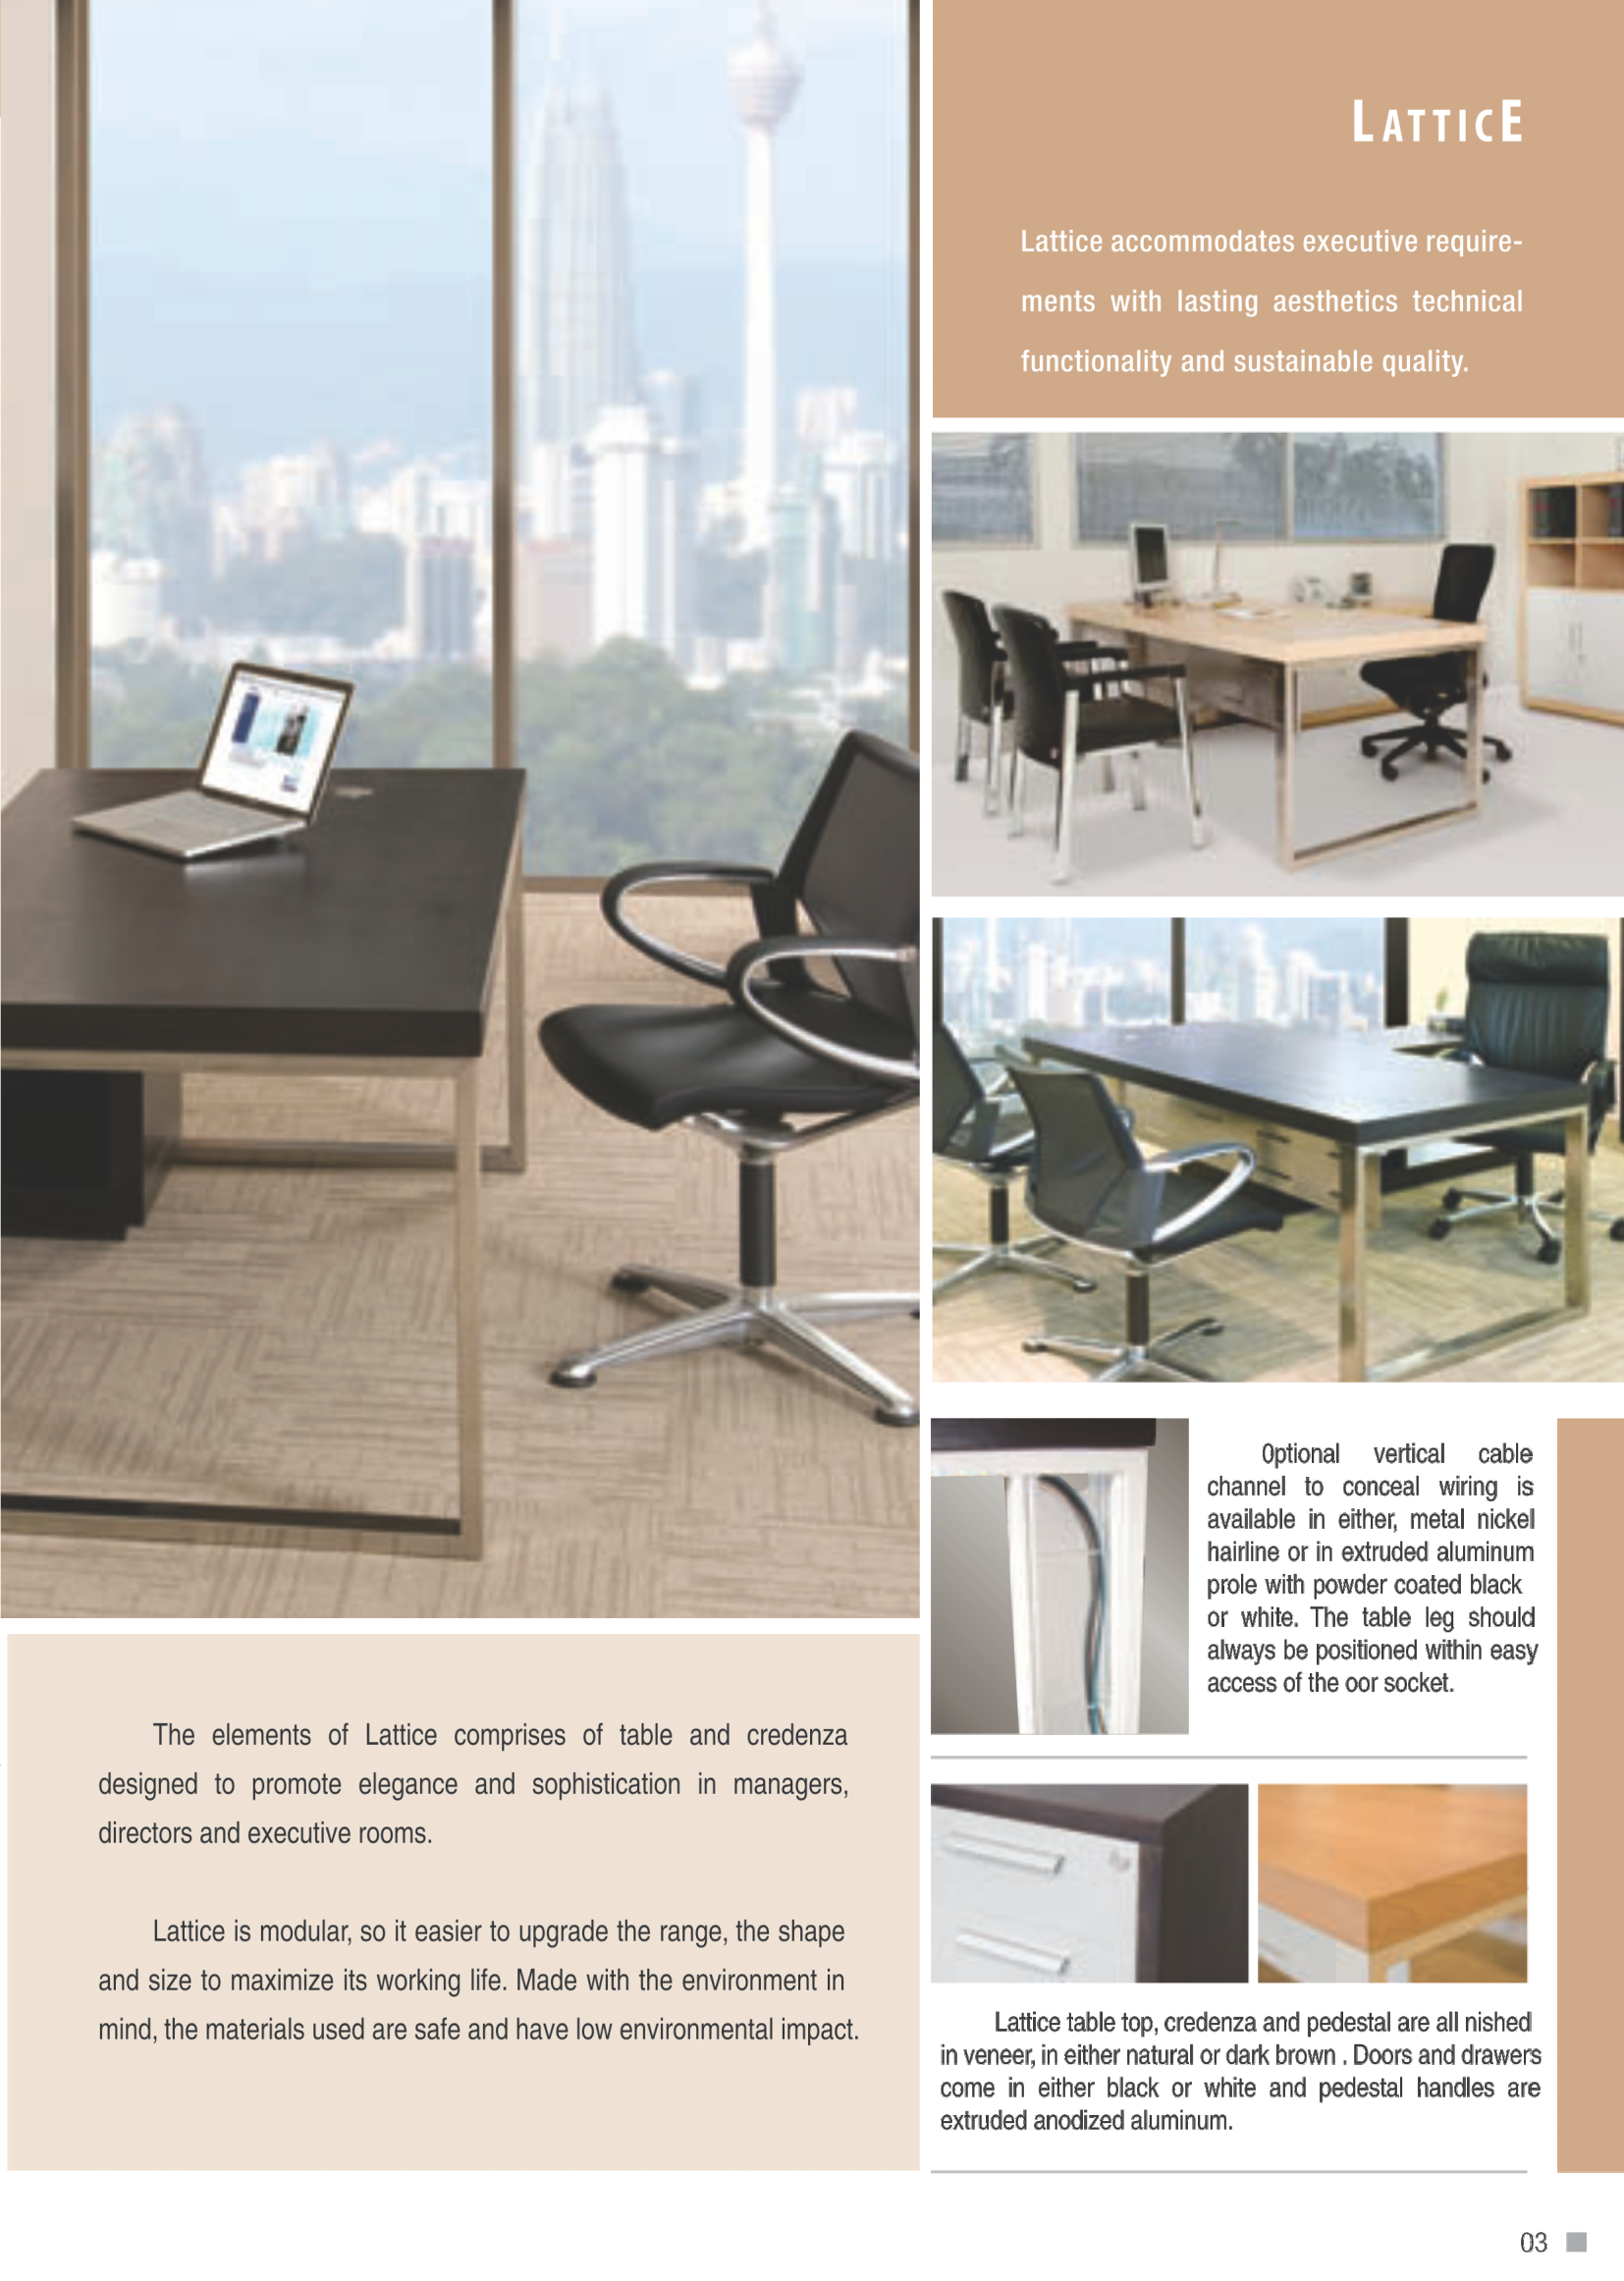 LATTICE
Lattice accommodates executive require-
ments with lasting aesthetics technical
functionality and sustainable quality.
Optional vertical cable
channel to conceal wiring is
available in either, metal nickel
hairline or in extruded aluminum
prole with powder coated black
or white. The table leg should
always be positioned within easy
access of the oor socket.
The elements of Lattice comprises of table and credenza
designed to promote elegance and sophistication in managers,
directors and executive rooms.
Lattice is modular, so it easier to upgrade the range, the shape
and size to maximize its working life. Made with the environment in
mind, the materials used are safe and have low environmental impact.
Lattice table top, credenza and pedestal are all nished
in veneer, in either natural or dark brown . Doors and drawers
come in either black or white and pedestal handles are
extruded anodized aluminum.
03